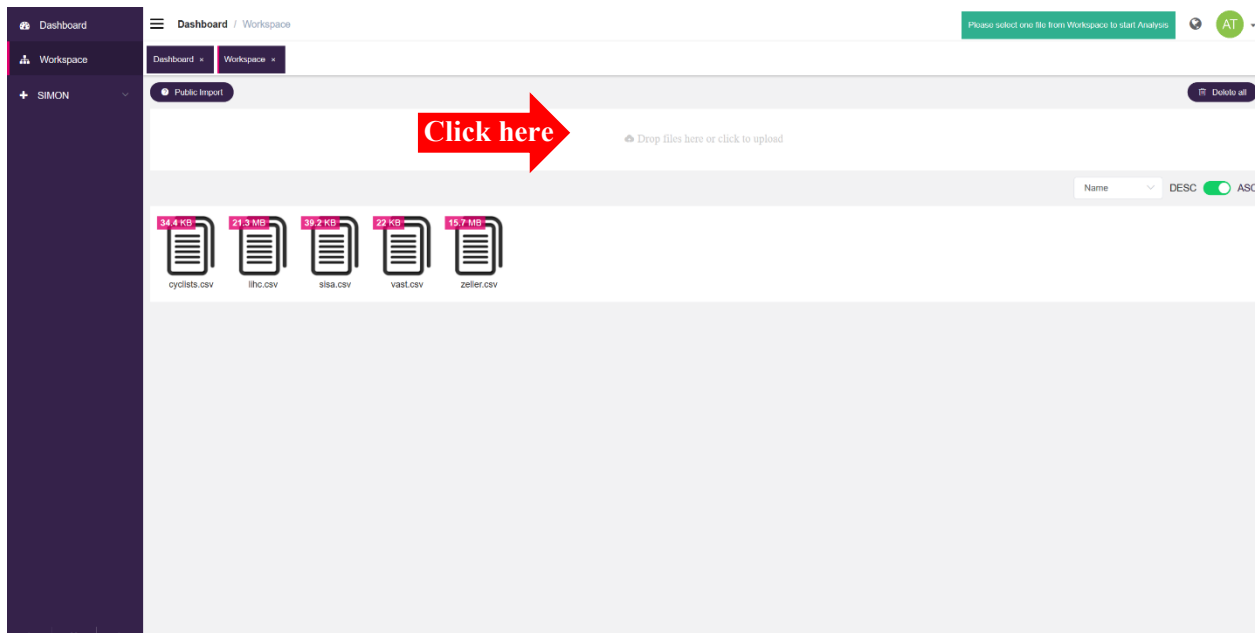 Dashboard
Dashboard / Workspace
Please select one file from Workspace to start Analysis
AT
Workspace
Dashboard ×
Workspace ×
SIMON
Public Import
Delete all
Click here
Drop files here or click to upload
Name
DESC
ASC
34.4 KB
21.3 MB
39.2 KB
22 KB
15.7 MB
cyclists.csv
lihc.csv
sisa.csv
vast.csv
zeller.csv